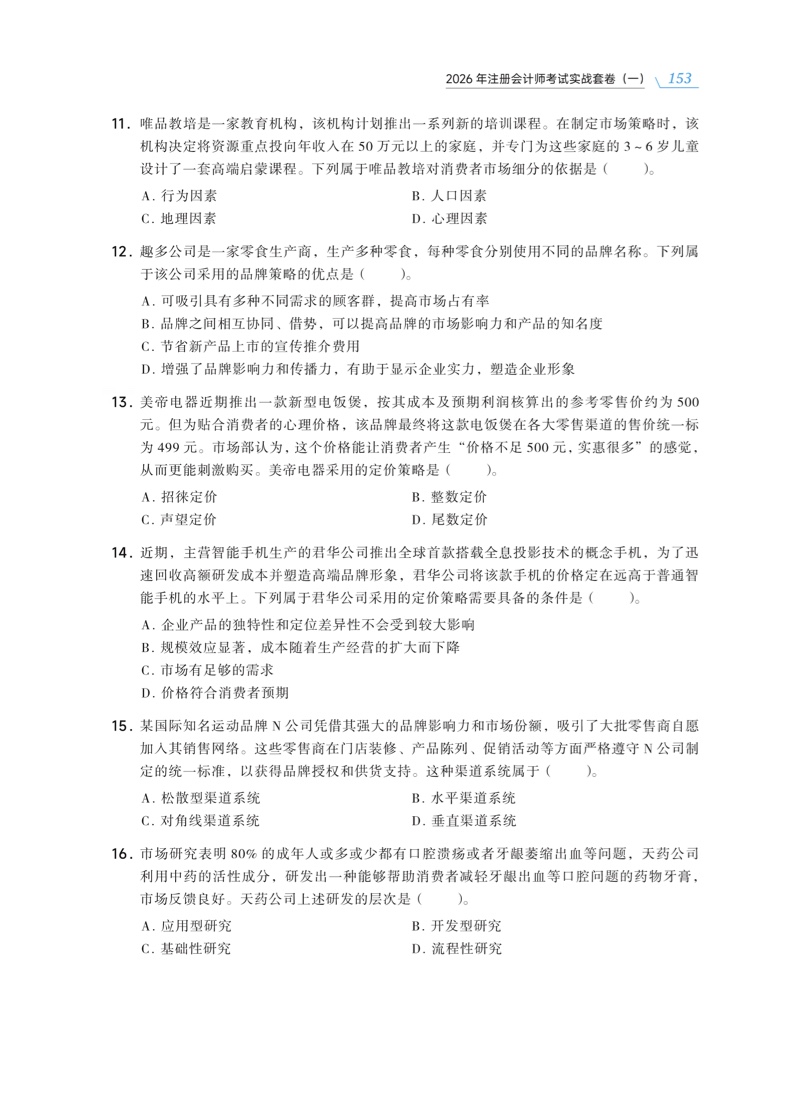 2026 年注册会计师考试实战套卷（一） 153
11. 唯品教培是一家教育机构，该机构计划推出一系列新的培训课程。在制定市场策略时，该
机构决定将资源重点投向年收入在 50 万元以上的家庭，并专门为这些家庭的 3 ~ 6 岁儿童
设计了一套高端启蒙课程。下列属于唯品教培对消费者市场细分的依据是（　　）。
A. 行为因素 B. 人口因素
C. 地理因素 D. 心理因素
12. 趣多公司是一家零食生产商，生产多种零食，每种零食分别使用不同的品牌名称。下列属
于该公司采用的品牌策略的优点是（　　）。
A. 可吸引具有多种不同需求的顾客群，提高市场占有率
B. 品牌之间相互协同、借势，可以提高品牌的市场影响力和产品的知名度
C. 节省新产品上市的宣传推介费用
D. 增强了品牌影响力和传播力，有助于显示企业实力，塑造企业形象
13. 美帝电器近期推出一款新型电饭煲，按其成本及预期利润核算出的参考零售价约为 500
元。但为贴合消费者的心理价格，该品牌最终将这款电饭煲在各大零售渠道的售价统一标
为 499 元。市场部认为，这个价格能让消费者产生“价格不足 500 元，实惠很多”的感觉，
从而更能刺激购买。美帝电器采用的定价策略是（　　）。
A. 招徕定价 B. 整数定价
C. 声望定价 D. 尾数定价
14. 近期，主营智能手机生产的君华公司推出全球首款搭载全息投影技术的概念手机，为了迅
速回收高额研发成本并塑造高端品牌形象，君华公司将该款手机的价格定在远高于普通智
能手机的水平上。下列属于君华公司采用的定价策略需要具备的条件是（　　）。
A. 企业产品的独特性和定位差异性不会受到较大影响
B. 规模效应显著，成本随着生产经营的扩大而下降
C. 市场有足够的需求
D. 价格符合消费者预期
15. 某国际知名运动品牌 N 公司凭借其强大的品牌影响力和市场份额，吸引了大批零售商自愿
加入其销售网络。这些零售商在门店装修、产品陈列、促销活动等方面严格遵守 N 公司制
定的统一标准，以获得品牌授权和供货支持。这种渠道系统属于（　　）。
A. 松散型渠道系统 B. 水平渠道系统
C. 对角线渠道系统 D. 垂直渠道系统
16. 市场研究表明 80% 的成年人或多或少都有口腔溃疡或者牙龈萎缩出血等问题，天药公司
利用中药的活性成分，研发出一种能够帮助消费者减轻牙龈出血等口腔问题的药物牙膏，
市场反馈良好。天药公司上述研发的层次是（　　）。
A. 应用型研究 B. 开发型研究
C. 基础性研究 D. 流程性研究